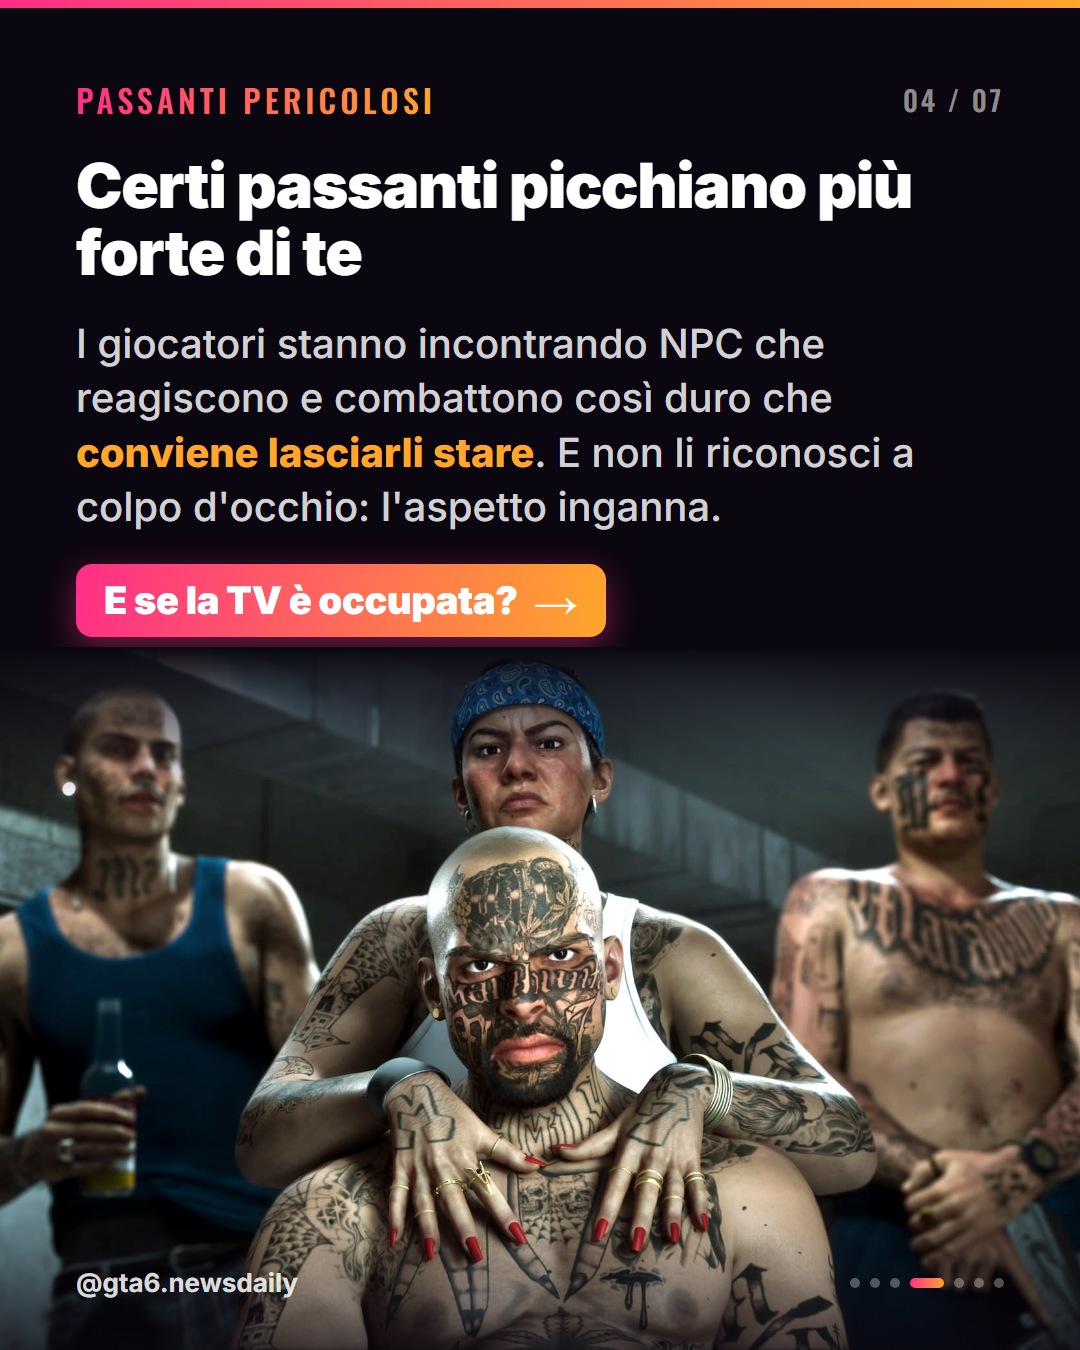 PASSANTI PERICOLOSI
04 / 07
Certi passanti picchiano più
forte di te
I giocatori stanno incontrando NPC che
reagiscono e combattono così duro che
conviene lasciarli stare. E non li riconosci a
colpo d'occhio: l'aspetto inganna.
E se la TV è occupata? →
@gta6.newsdaily